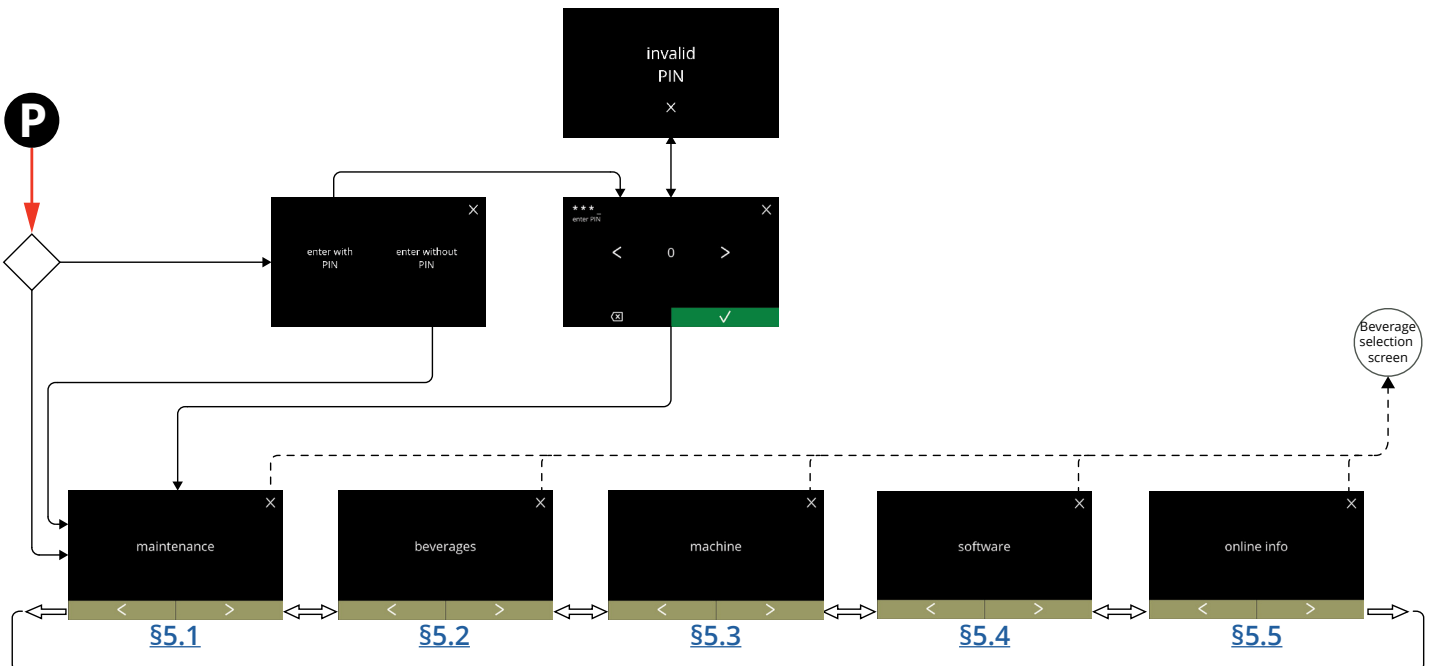 invalid
PIN
P
enter with
PIN
enter without
PIN
***_
enter PIN
0
Beverage
selection
screen
maintenance
beverages
machine
software
online info
§5.1
§5.2
§5.3
§5.4
§5.5